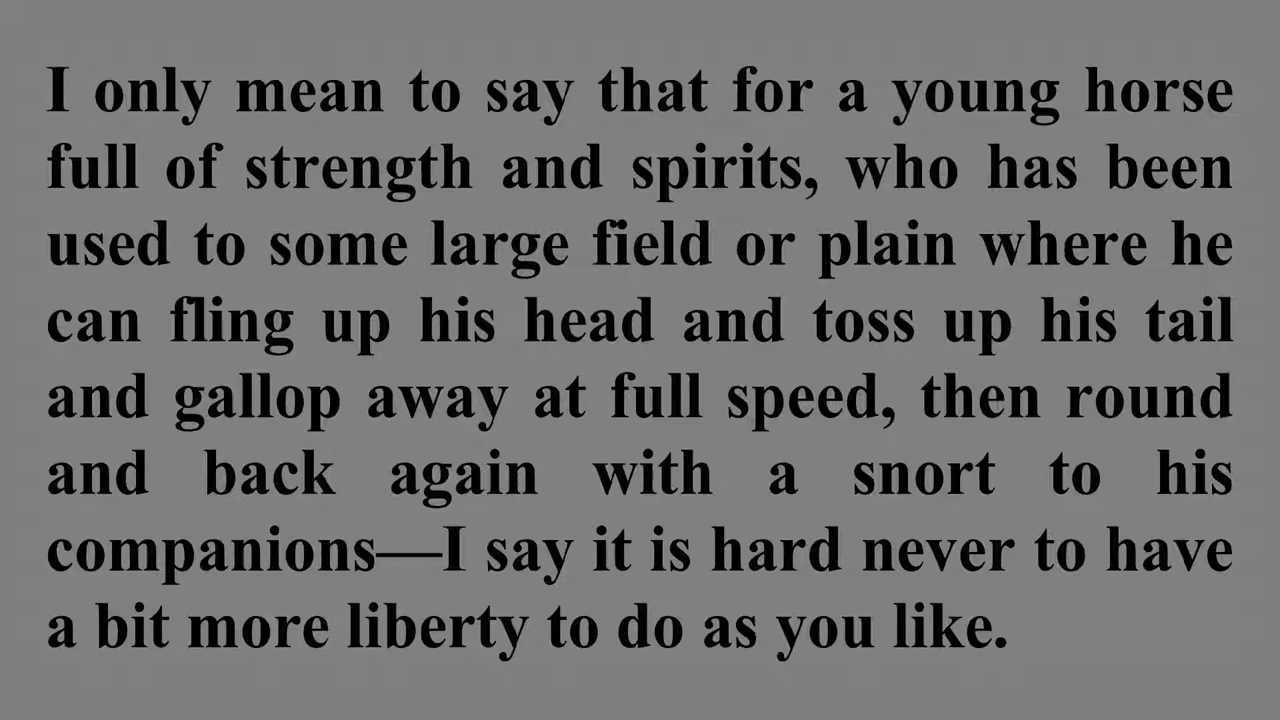 I only mean to say that for a young horse
full of strength and spirits, who has been
used to some large field or plain where he
can fling up his head and toss up his tail
and gallop away at full speed, then round
and back again with a snort to his
companions—I say it is hard never to have
a bit more liberty to do as you like.